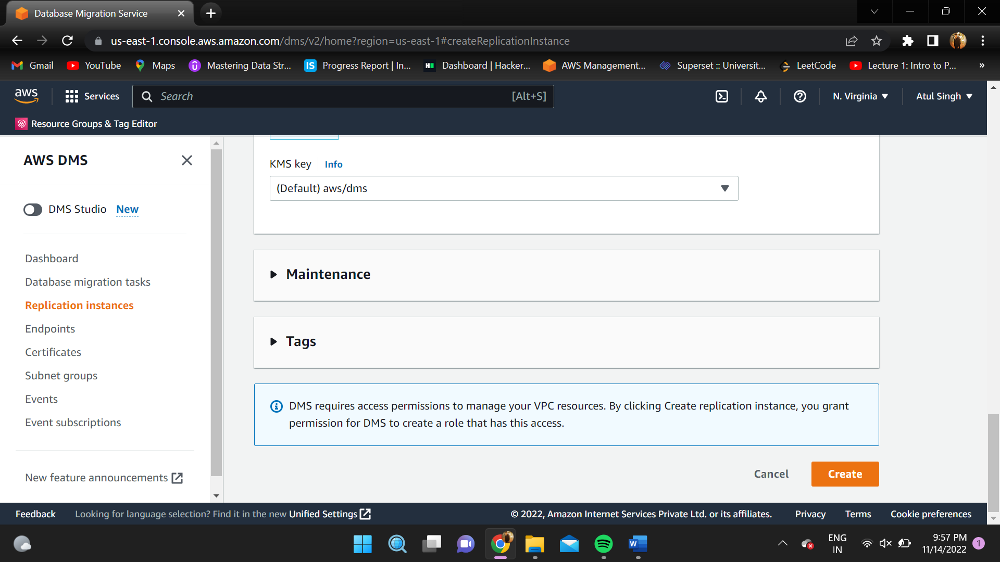 Database Migration Service
us-east-1.console.aws.amazon.com/dms/v2/home?region=us-east-1#createReplicationInstance
Gmail YouTube Maps Mastering Data Str... Progress Report | In... Dashboard | Hacker... AWS Management... Superset :: Universit... LeetCode Lecture 1: Intro to P... »
aws Services Search [Alt+S] N. Virginia Atul Singh
Resource Groups & Tag Editor
AWS DMS
DMS Studio New
Dashboard
Database migration tasks
Replication instances
Endpoints
Certificates
Subnet groups
Events
Event subscriptions
New feature announcements
KMS key Info
(Default) aws/dms
Maintenance
Tags
DMS requires access permissions to manage your VPC resources. By clicking Create replication instance, you grant
permission for DMS to create a role that has this access.
Cancel Create
Feedback Looking for language selection? Find it in the new Unified Settings © 2022, Amazon Internet Services Private Ltd. or its affiliates. Privacy Terms Cookie preferences
ENG
IN
9:57 PM
11/14/2022
1